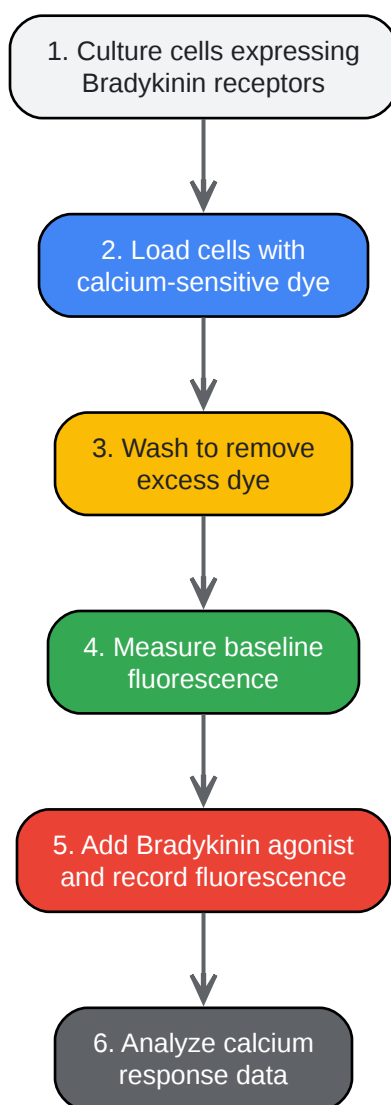 1. Culture cells expressing
Bradykinin receptors
2. Load cells with
calcium-sensitive dye
3. Wash to remove
excess dye
4. Measure baseline
fluorescence
5. Add Bradykinin agonist
and record fluorescence
6. Analyze calcium
response data